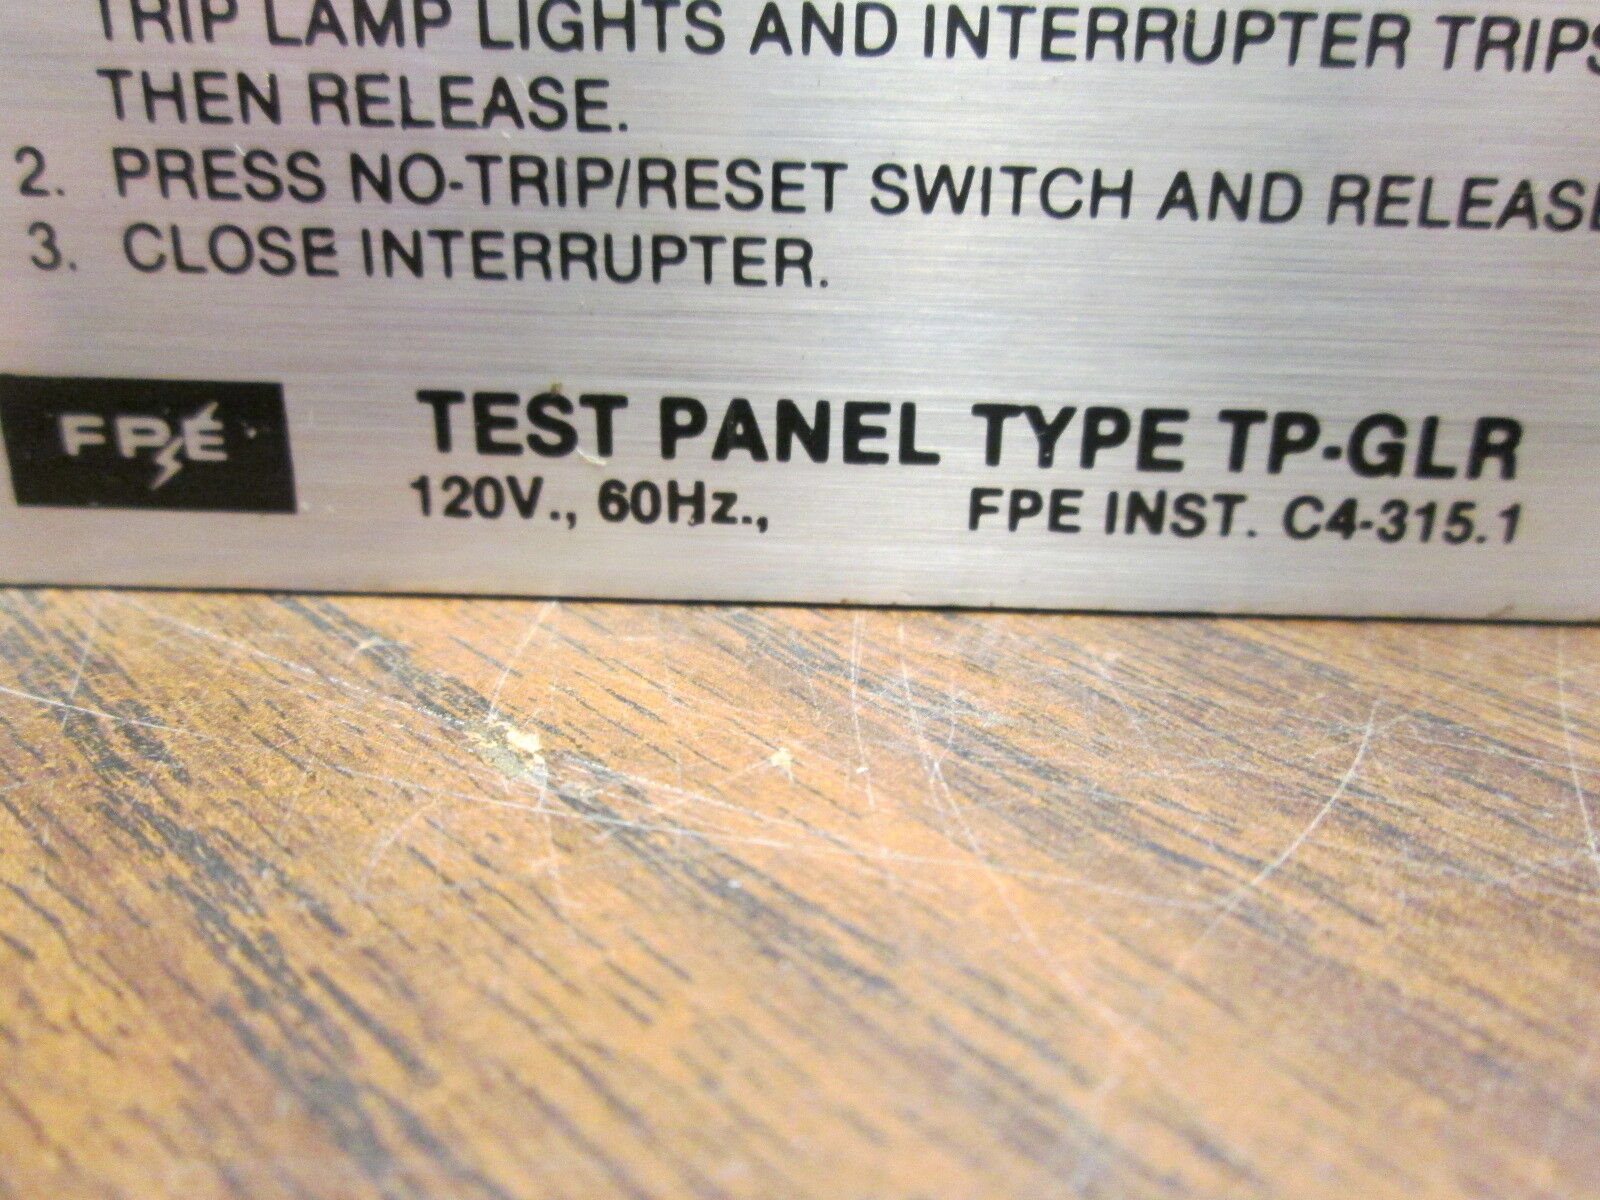 TRIP LAMP LIGHTS AND INTERRUPTER TRIPS
THEN RELEASE.
2. PRESS NO-TRIP/RESET SWITCH AND RELEASE
3. CLOSE INTERRUPTER.
FPE
TEST PANEL TYPE TP-GLR
120V., 60Hz., FPE INST. C4-315.1